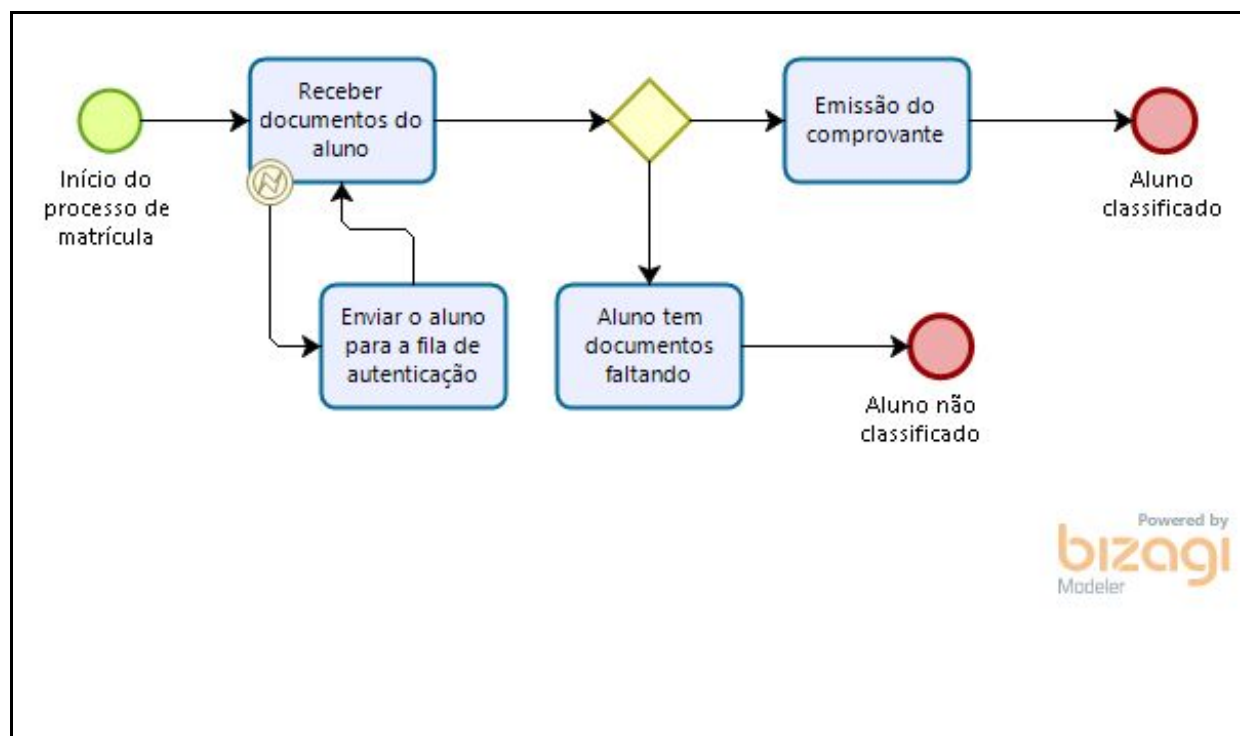 Início do
processo de
matrícula
Receber
documentos do
aluno
Enviar o aluno
para a fila de
autenticação
Aluno tem
documentos
faltando
Emissão do
comprovante
Aluno
classificado
Aluno não
classificado
Powered by
bizagi
Modeler